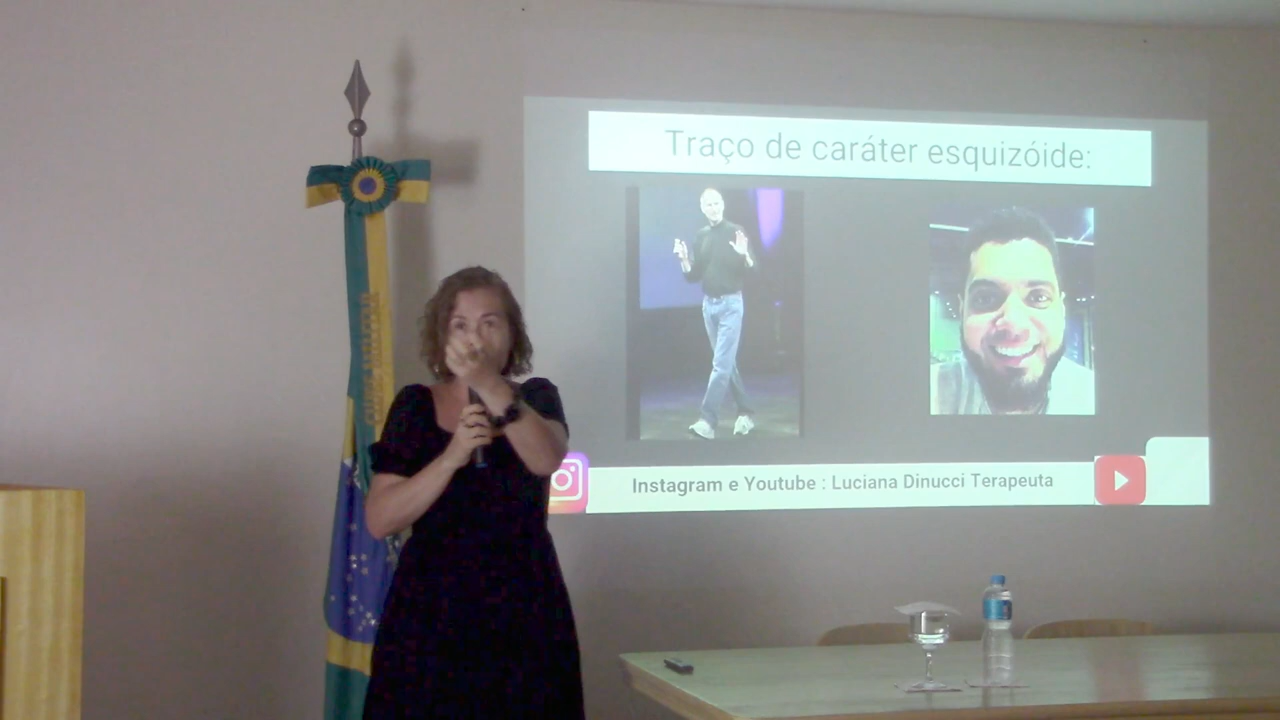 Traço de caráter esquizóide:
Instagram e Youtube : Luciana Dinucci Terapeuta